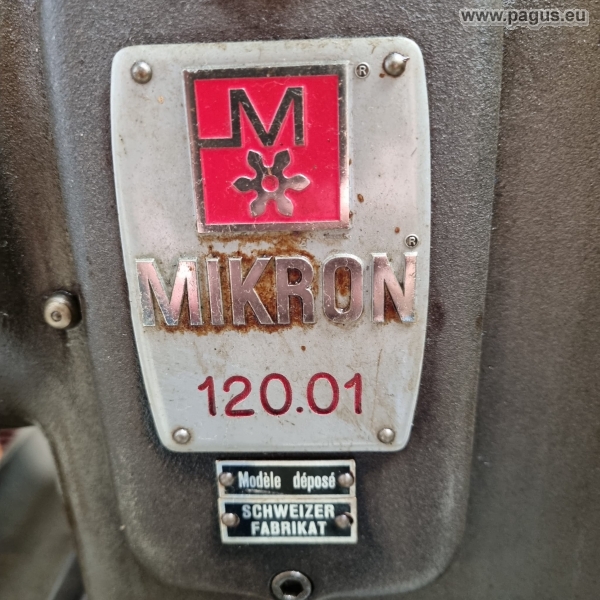 www.pagus.eu
M
®
MIKRON®
120.01
Modèle déposé
SCHWEIZER
FABRIKAT